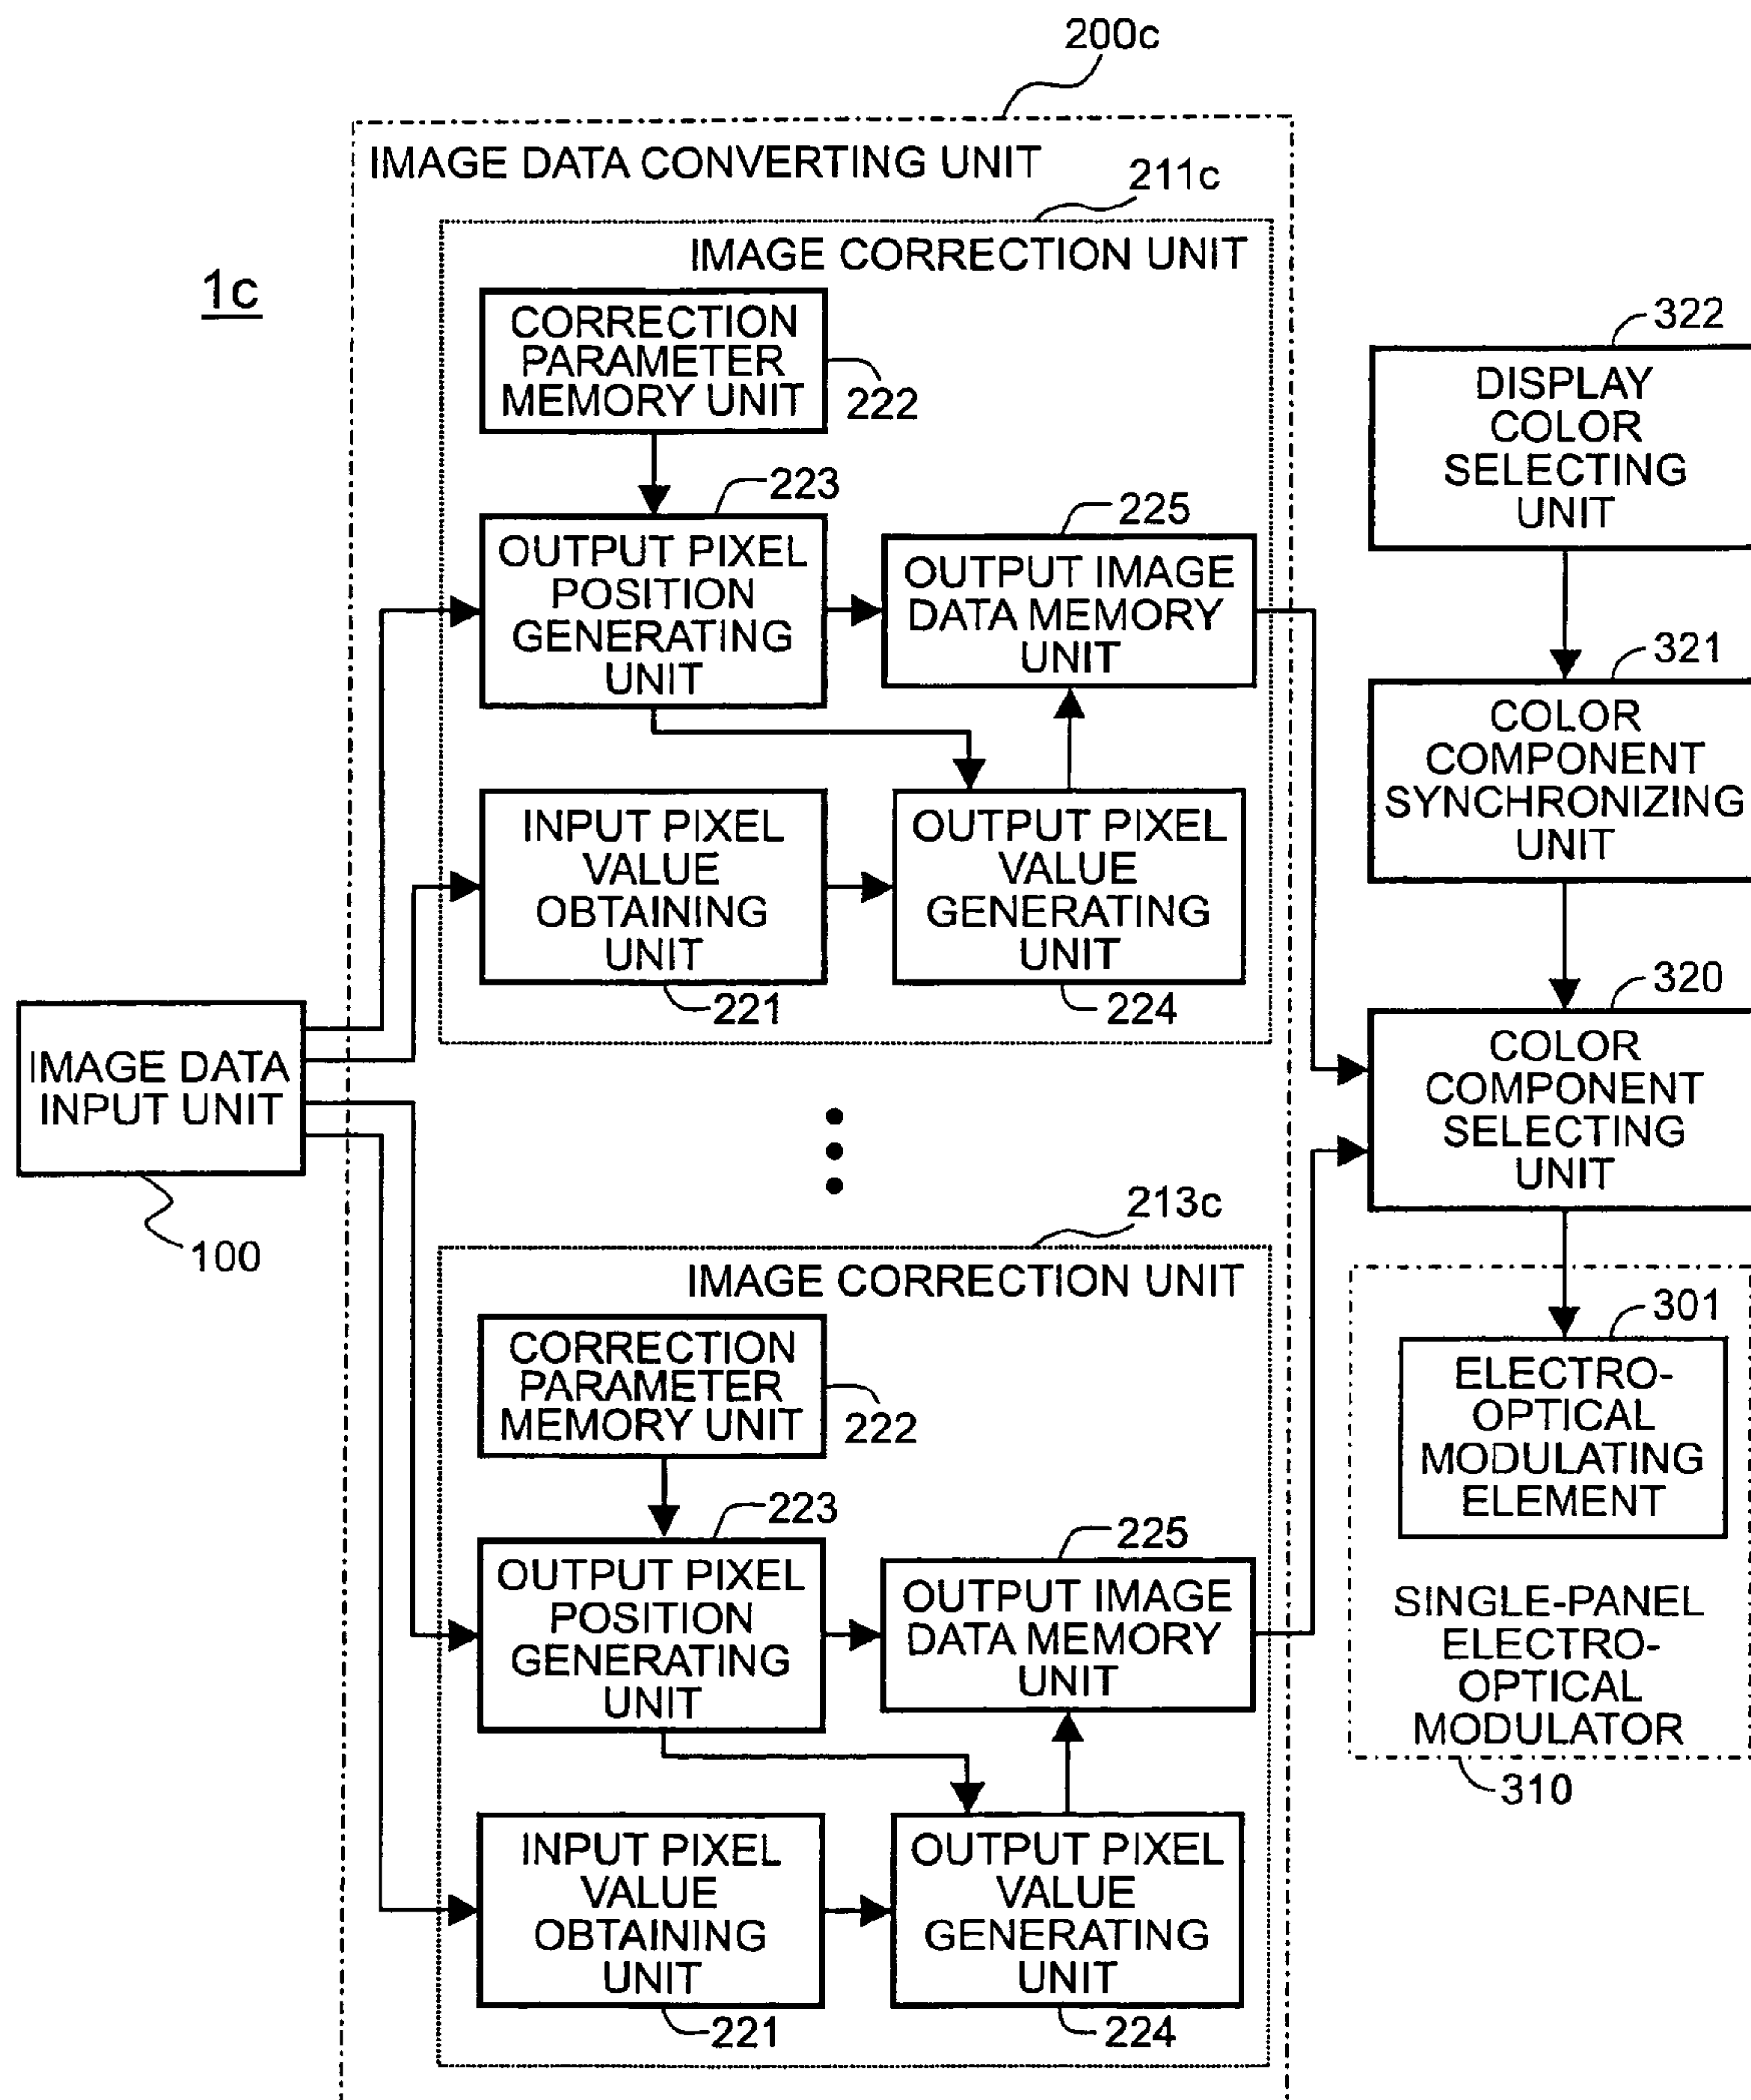 200c
IMAGE DATA CONVERTING UNIT
211c
IMAGE CORRECTION UNIT
1c
CORRECTION
PARAMETER
MEMORY UNIT
222
223
OUTPUT PIXEL
POSITION
GENERATING
UNIT
225
OUTPUT IMAGE
DATA MEMORY
UNIT
INPUT PIXEL
VALUE
OBTAINING
UNIT
221
OUTPUT PIXEL
VALUE
GENERATING
UNIT
224
IMAGE DATA
INPUT UNIT
100
213c
IMAGE CORRECTION UNIT
CORRECTION
PARAMETER
MEMORY UNIT
222
223
OUTPUT PIXEL
POSITION
GENERATING
UNIT
225
OUTPUT IMAGE
DATA MEMORY
UNIT
INPUT PIXEL
VALUE
OBTAINING
UNIT
221
OUTPUT PIXEL
VALUE
GENERATING
UNIT
224
322
DISPLAY
COLOR
SELECTING
UNIT
321
COLOR
COMPONENT
SYNCHRONIZING
UNIT
320
COLOR
COMPONENT
SELECTING
UNIT
301
ELECTRO-
OPTICAL
MODULATING
ELEMENT
SINGLE-PANEL
ELECTRO-
OPTICAL
MODULATOR
310